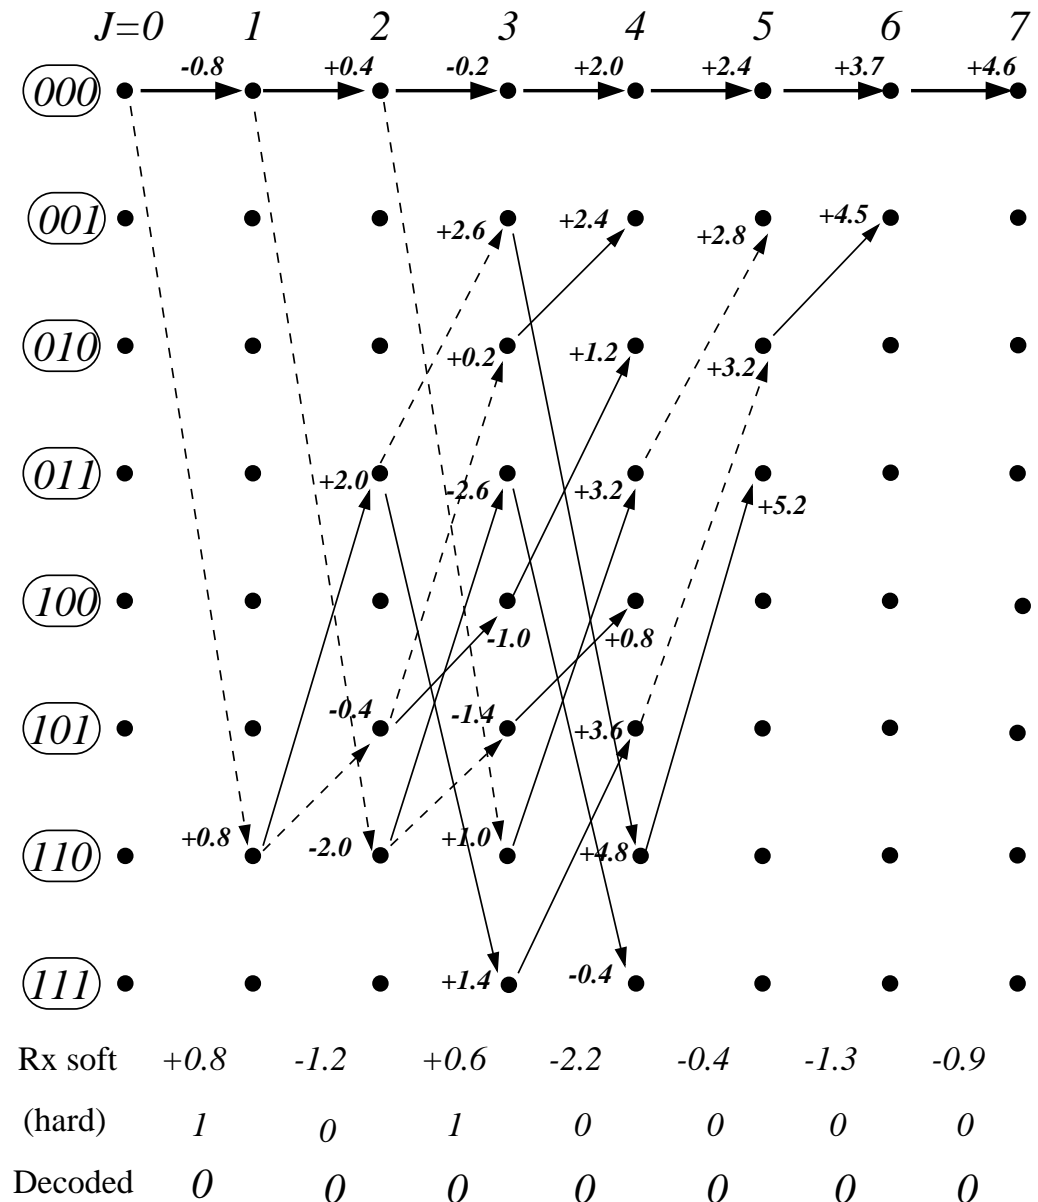 J=0 1 2 3 4 5 6 7
-0.8 +0.4 -0.2 +2.0 +2.4 +3.7 +4.6
000
001 +2.6 +2.4 +2.8 +4.5
010 +0.2 +1.2 +3.2
011 +2.0 -2.6 +3.2 +5.2
100 -1.0 +0.8
101 -0.4 -1.4 +3.6
110 +0.8 -2.0 +1.0 +4.8
111 +1.4 -0.4
Rx soft +0.8 -1.2 +0.6 -2.2 -0.4 -1.3 -0.9
(hard) 1 0 1 0 0 0 0
Decoded 0 0 0 0 0 0 0